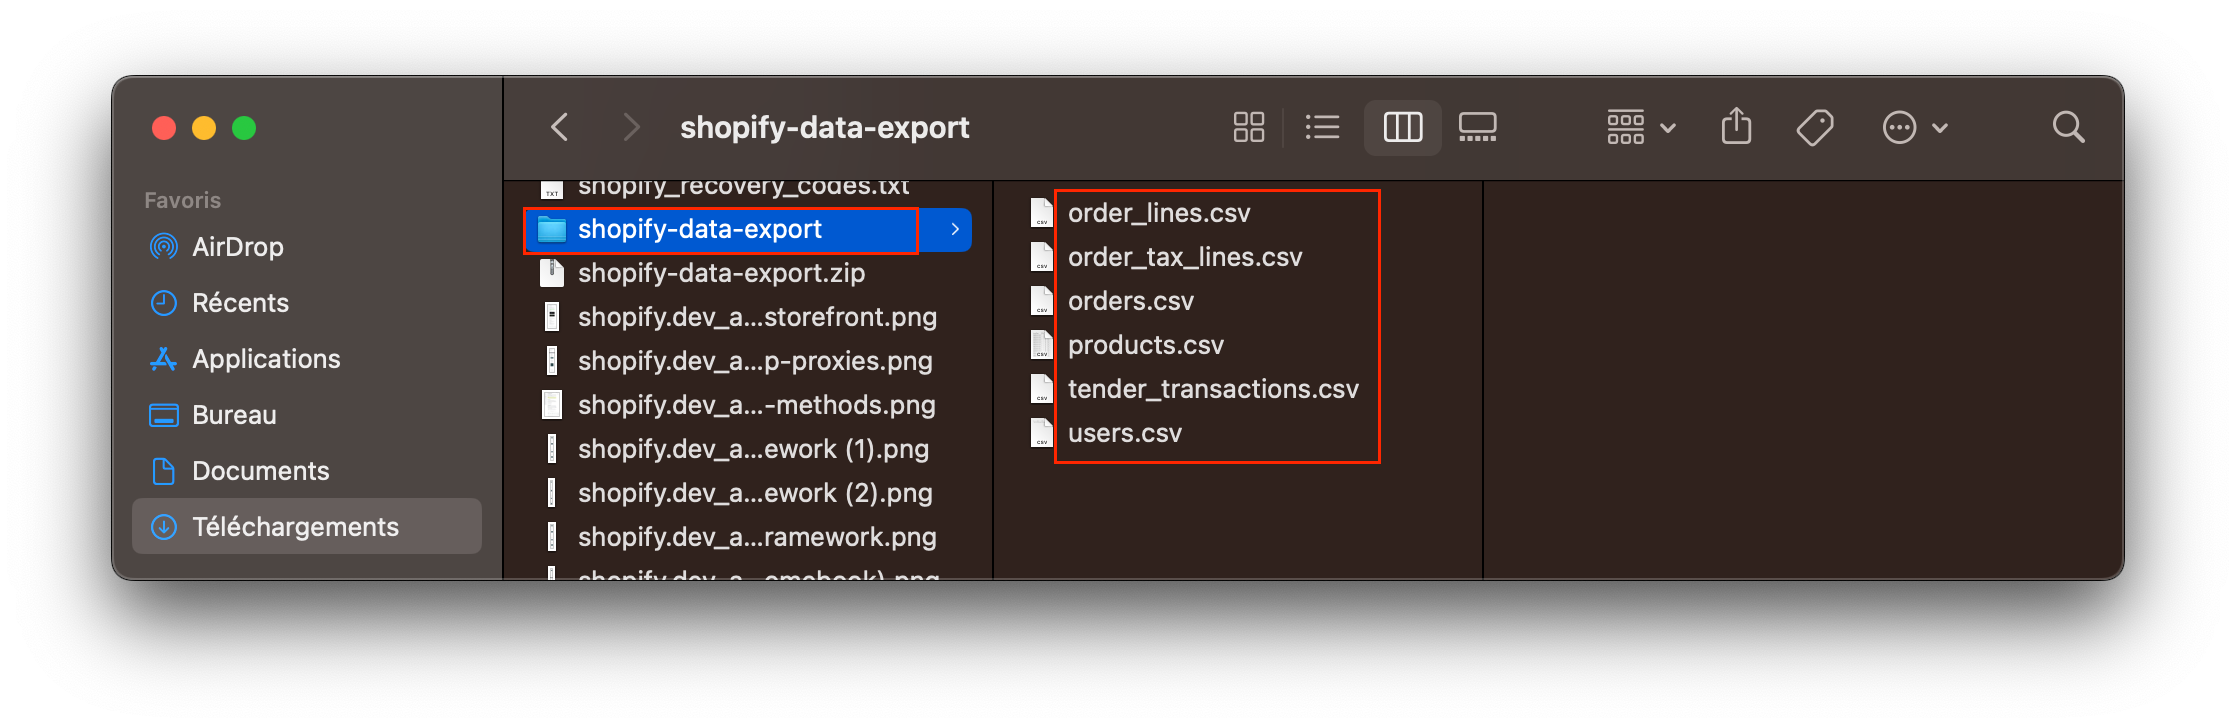 shopify-data-export
Favoris
AirDrop
Récents
Applications
Bureau
Documents
Téléchargements
shopify_recovery_codes.txt
shopify-data-export
shopify-data-export.zip
shopify.dev_a...storefront.png
shopify.dev_a...p-proxies.png
shopify.dev_a...-methods.png
shopify.dev_a...ework (1).png
shopify.dev_a...ework (2).png
shopify.dev_a...ramework.png
order_lines.csv
order_tax_lines.csv
orders.csv
products.csv
tender_transactions.csv
users.csv